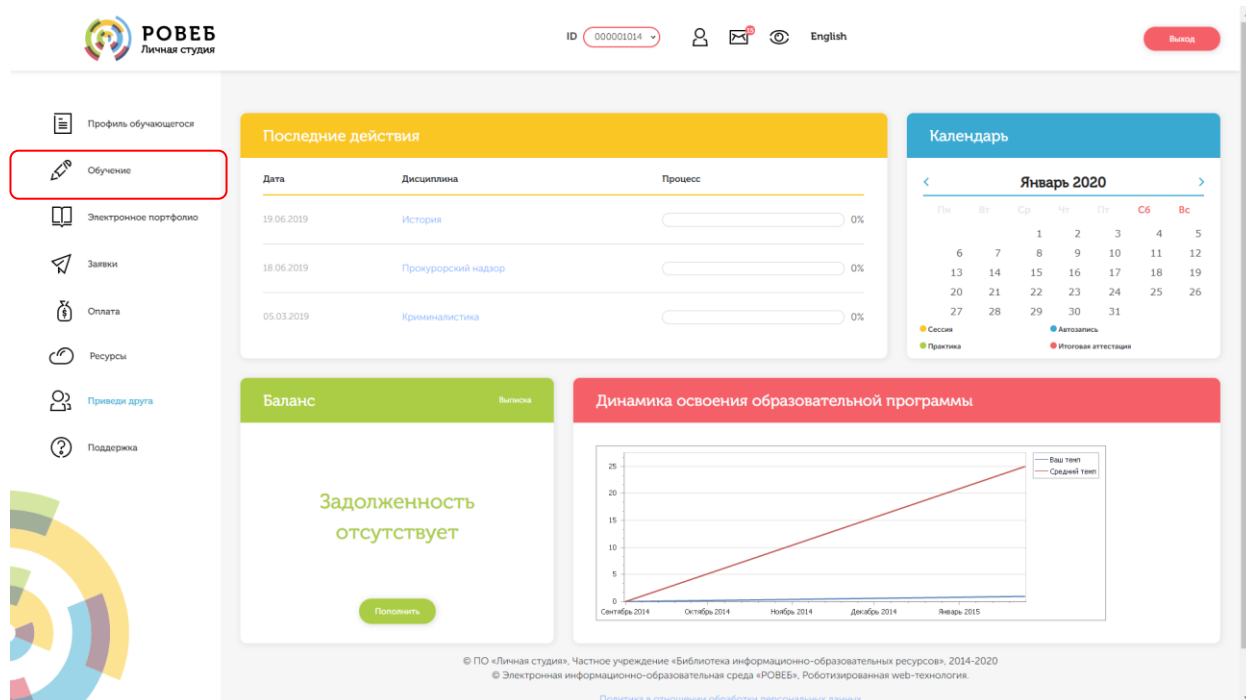 РОВЕБ
Личная студия
ID 000001014
English
Выход
Профиль обучающегося
Обучение
Электронное портфолио
Заявки
Оплата
Ресурсы
Приведи друга
Поддержка
Последние действия
Дата Дисциплина Процесс
19.06.2019 История 0%
18.06.2019 Прокурорский надзор 0%
05.03.2019 Криминалистика 0%
Календарь
Январь 2020
Пн Вт Ср Чт Пт Сб Вс
1 2 3 4 5
6 7 8 9 10 11 12
13 14 15 16 17 18 19
20 21 22 23 24 25 26
27 28 29 30 31
Сессия Автозапись
Практика Итоговая аттестация
Баланс Выписка
Задолженность
отсутствует
Пополнить
Динамика освоения образовательной программы
Ваш темп
Средний темп
25
20
15
10
5
0
Сентябрь 2014 Октябрь 2014 Ноябрь 2014 Декабрь 2014 Январь 2015
© ПО «Личная студия», Частное учреждение «Библиотека информационно-образовательных ресурсов», 2014-2020
© Электронная информационно-образовательная среда «РОВЕБ», Роботизированная web-технология.
Политика в отношении обработки персональных данных